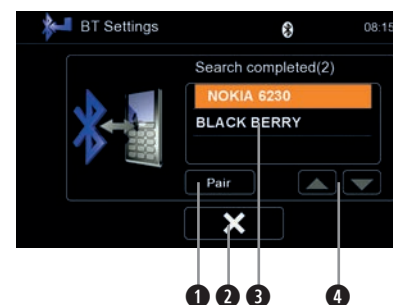 BT Settings 08:15
Search completed(2)
NOKIA 6230
BLACK BERRY
Pair
1 2 3 4